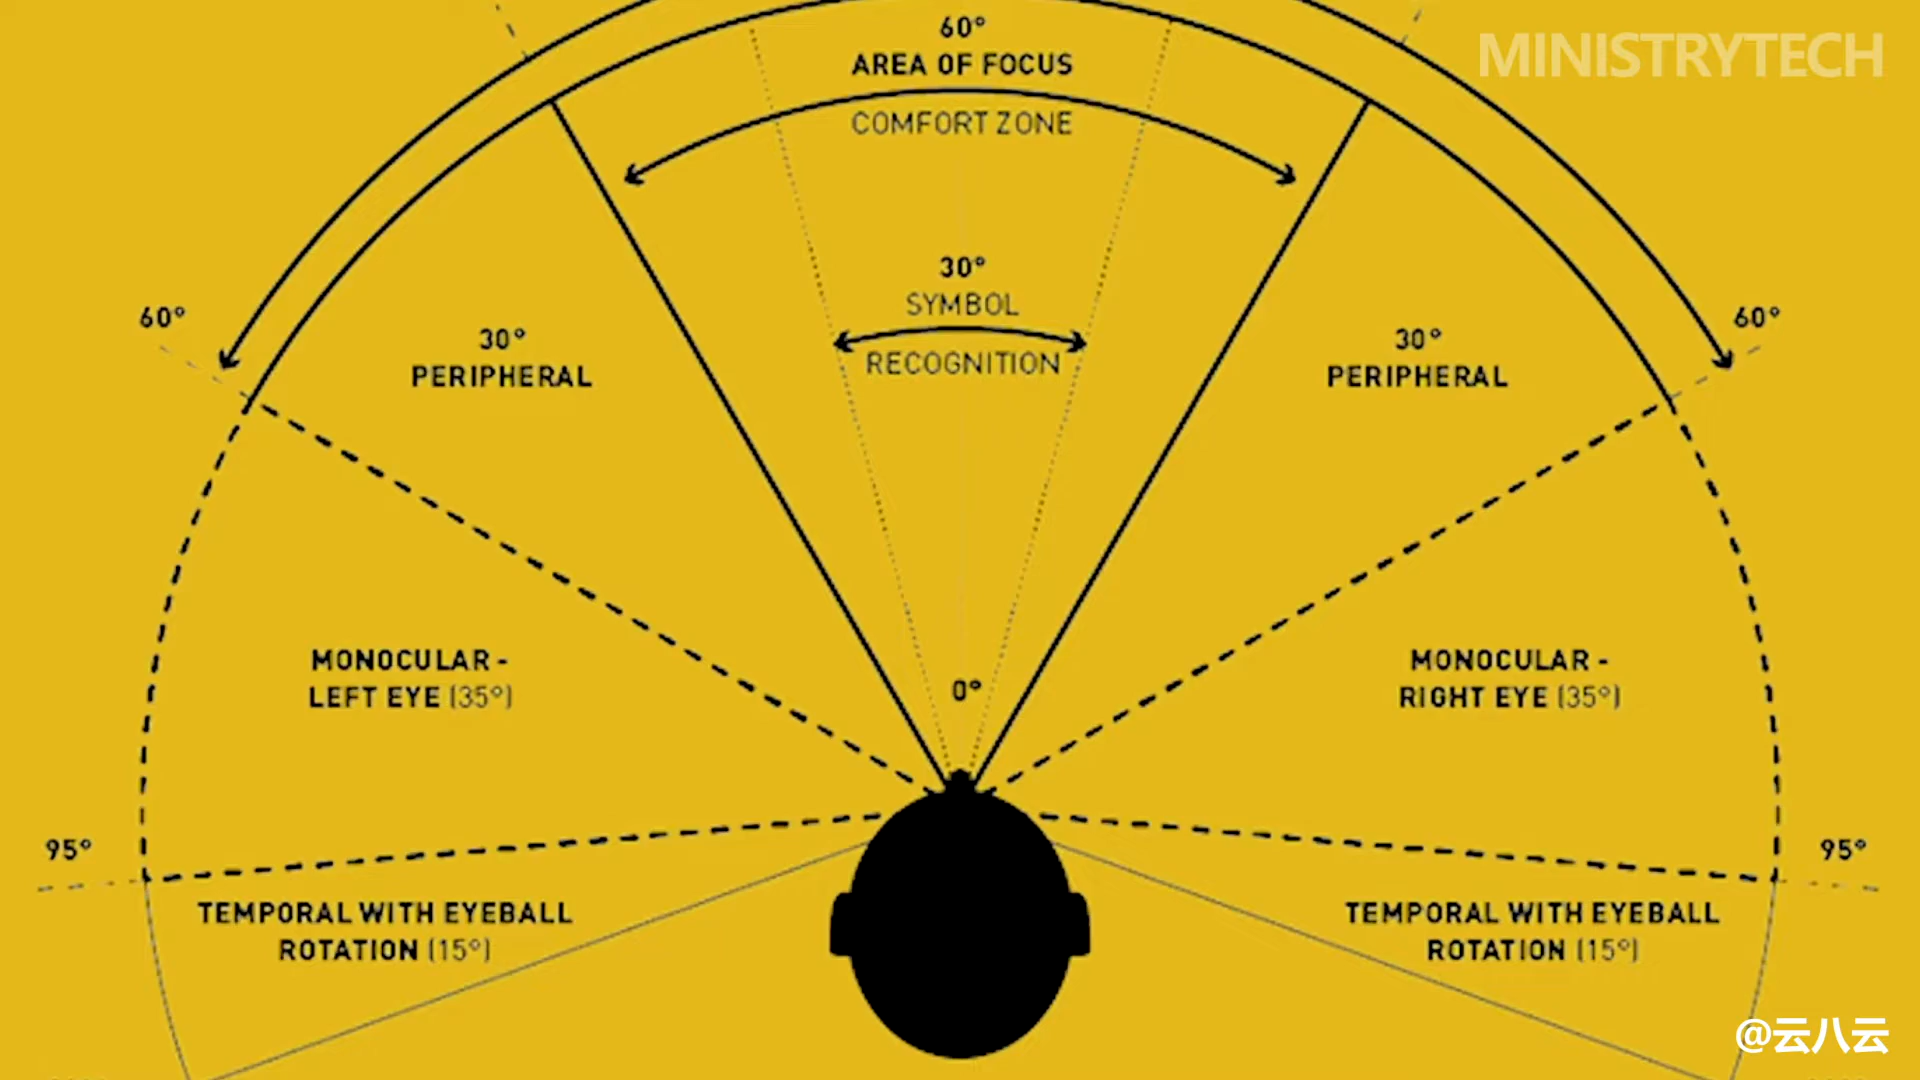 MINISTRYTECH
60°
AREA OF FOCUS
COMFORT ZONE
30°
SYMBOL
RECOGNITION
60°
60°
30°
PERIPHERAL
30°
PERIPHERAL
MONOCULAR -
LEFT EYE (35°)
MONOCULAR -
RIGHT EYE (35°)
0°
95°
95°
TEMPORAL WITH EYEBALL
ROTATION (15°)
TEMPORAL WITH EYEBALL
ROTATION (15°)
@云八云